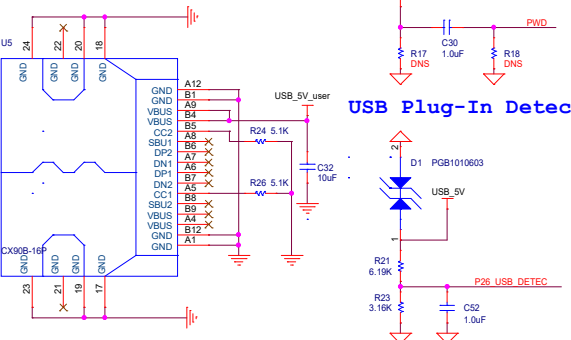 U5
24
22
20
18
GND
GND
GND
GND
GND A12
GND B1
VBUS A9
VBUS B4
CC2 B5
SBU1 A8
DP2 B6
DN1 A7
DP1 A6
DN2 B7
CC1 A5
SBU2 B8
VBUS B9
VBUS A4
GND B12
GND A1
CX90B-16P
GND
GND
GND
GND
23
21
19
17
USB_5V_user
R24 5.1K
R26 5.1K
C32
10uF
PWD
C30
1.0uF
R17
DNS
R18
DNS
USB Plug-In Detec
2
D1 PGB1010603
USB_5V
1
R21
6.19K
P26_USB_DETEC
R23
3.16K
C52
1.0uF